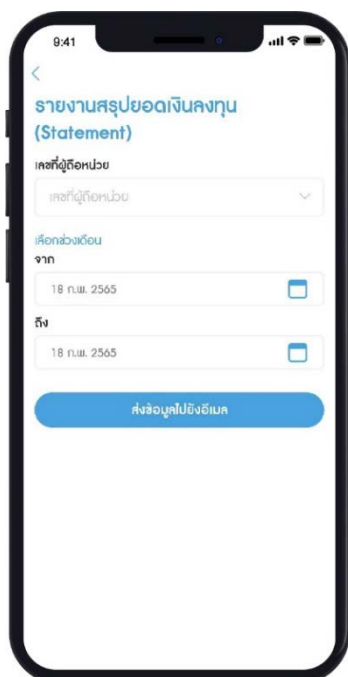 9:41
รายงานสรุปยอดเงินลงทุน
(Statement)
เลขที่ผู้ถือหน่วย
เลขที่ผู้ถือหน่วย
เลือกช่วงเดือน
จาก
18 ก.พ. 2565
ถึง
18 ก.พ. 2565
ส่งข้อมูลไปยังอีเมล